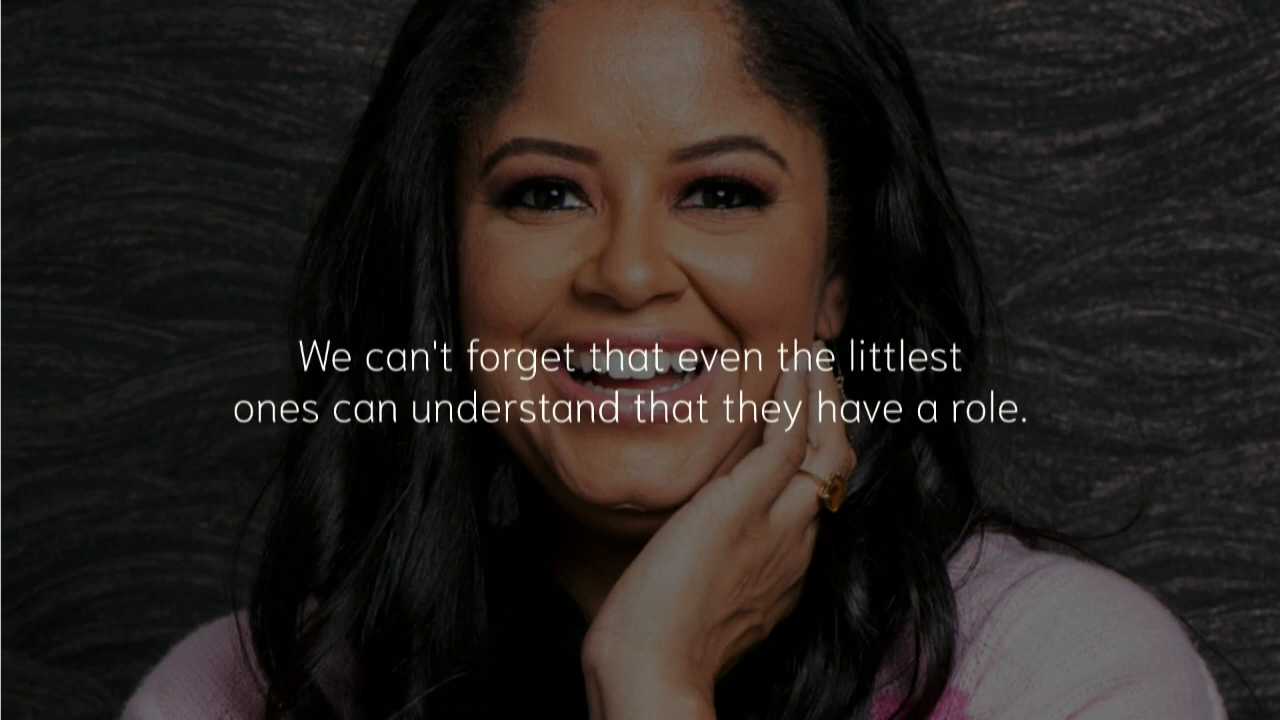 We can't forget that even the littlest
ones can understand that they have a role.